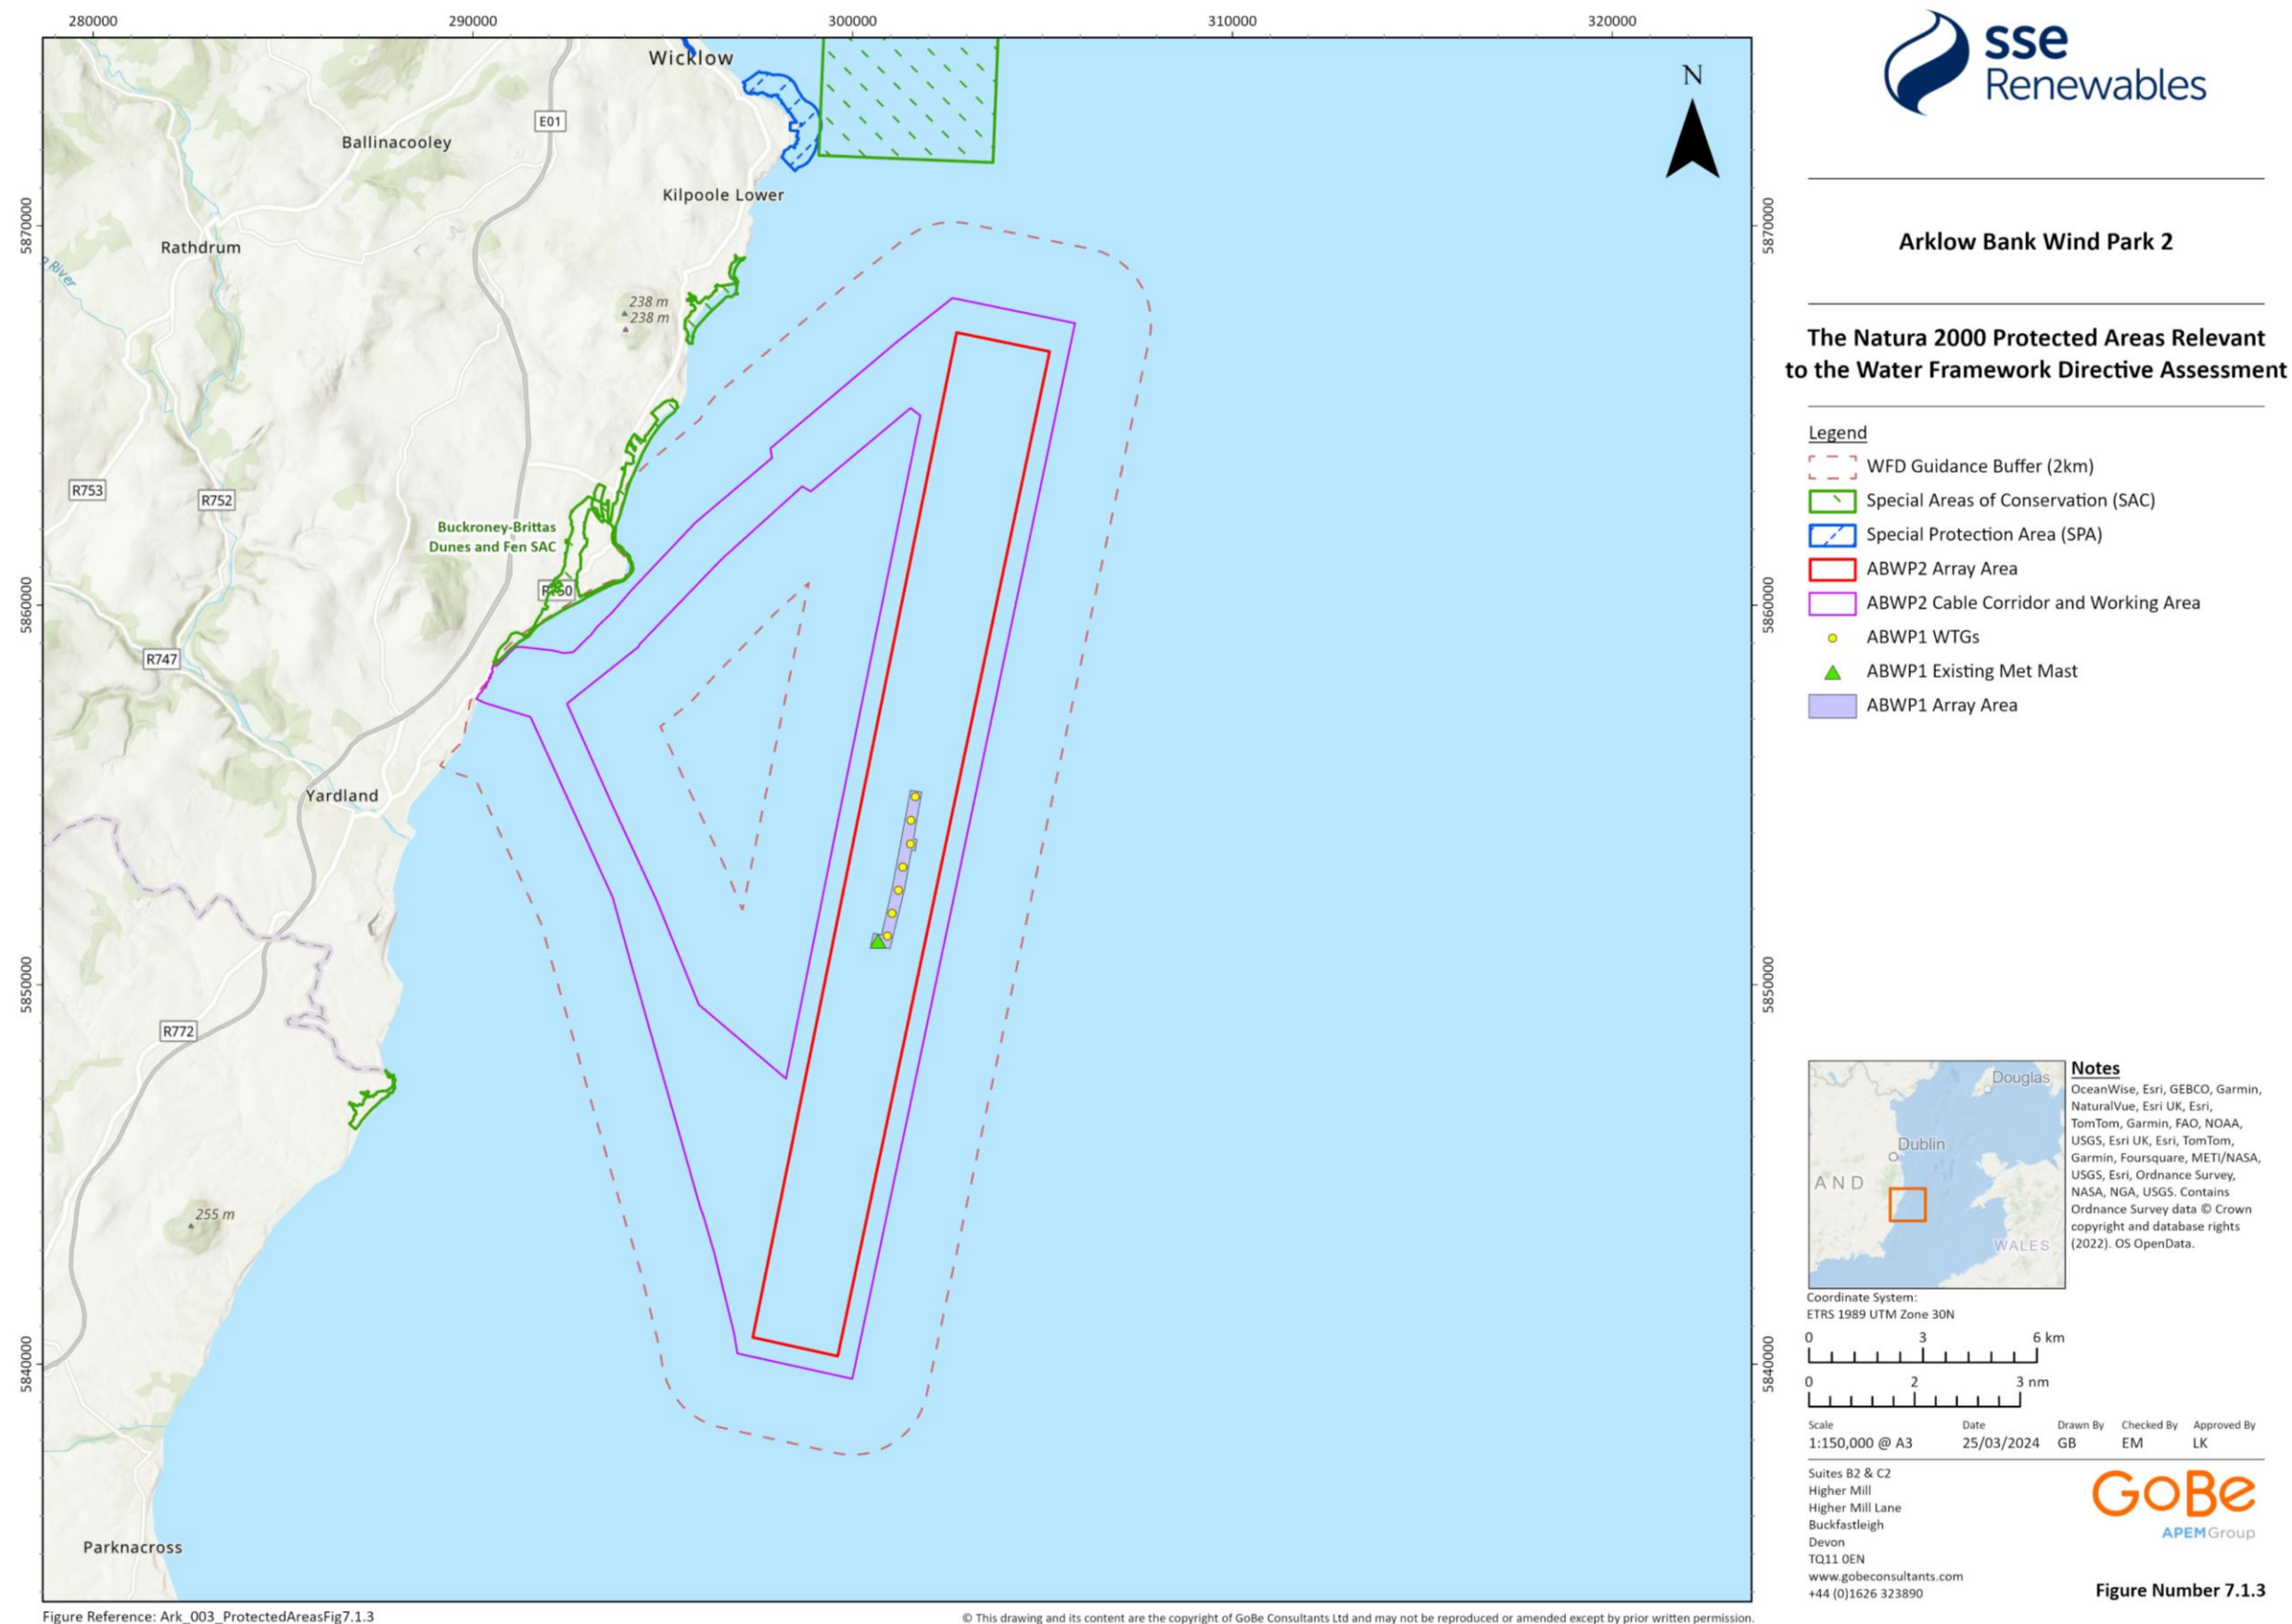 280000
290000
300000
310000
320000
5870000
5860000
5850000
5840000
5870000
5860000
5850000
5840000
Wicklow
E01
Ballinacooley
Kilpoole Lower
Rathdrum
River
238 m
238 m
R753
R752
Buckroney-Brittas
Dunes and Fen SAC
R747
Yardland
R772
255 m
Parknacross
N
sse
Renewables
Arklow Bank Wind Park 2
The Natura 2000 Protected Areas Relevant
to the Water Framework Directive Assessment
Legend
WFD Guidance Buffer (2km)
Special Areas of Conservation (SAC)
Special Protection Area (SPA)
ABWP2 Array Area
ABWP2 Cable Corridor and Working Area
ABWP1 WTGs
ABWP1 Existing Met Mast
ABWP1 Array Area
Douglas
Dublin
AND
WALES
Notes
OceanWise, Esri, GEBCO, Garmin,
NaturalVue, Esri UK, Esri,
TomTom, Garmin, FAO, NOAA,
USGS, Esri UK, Esri, TomTom,
Garmin, Foursquare, METI/NASA,
USGS, Esri, Ordnance Survey,
NASA, NGA, USGS. Contains
Ordnance Survey data © Crown
copyright and database rights
(2022). OS OpenData.
Coordinate System:
ETRS 1989 UTM Zone 30N
0 3 6 km
0 2 3 nm
Scale Date Drawn By Checked By Approved By
1:150,000 @ A3 25/03/2024 GB EM LK
Suites B2 & C2
Higher Mill
Higher Mill Lane
Buckfastleigh
Devon
TQ11 0EN
www.gobeconsultants.com
+44 (0)1626 323890
GoBe
APEMGroup
Figure Number 7.1.3
Figure Reference: Ark_003_ProtectedAreasFig7.1.3
© This drawing and its content are the copyright of GoBe Consultants Ltd and may not be reproduced or amended except by prior written permission.